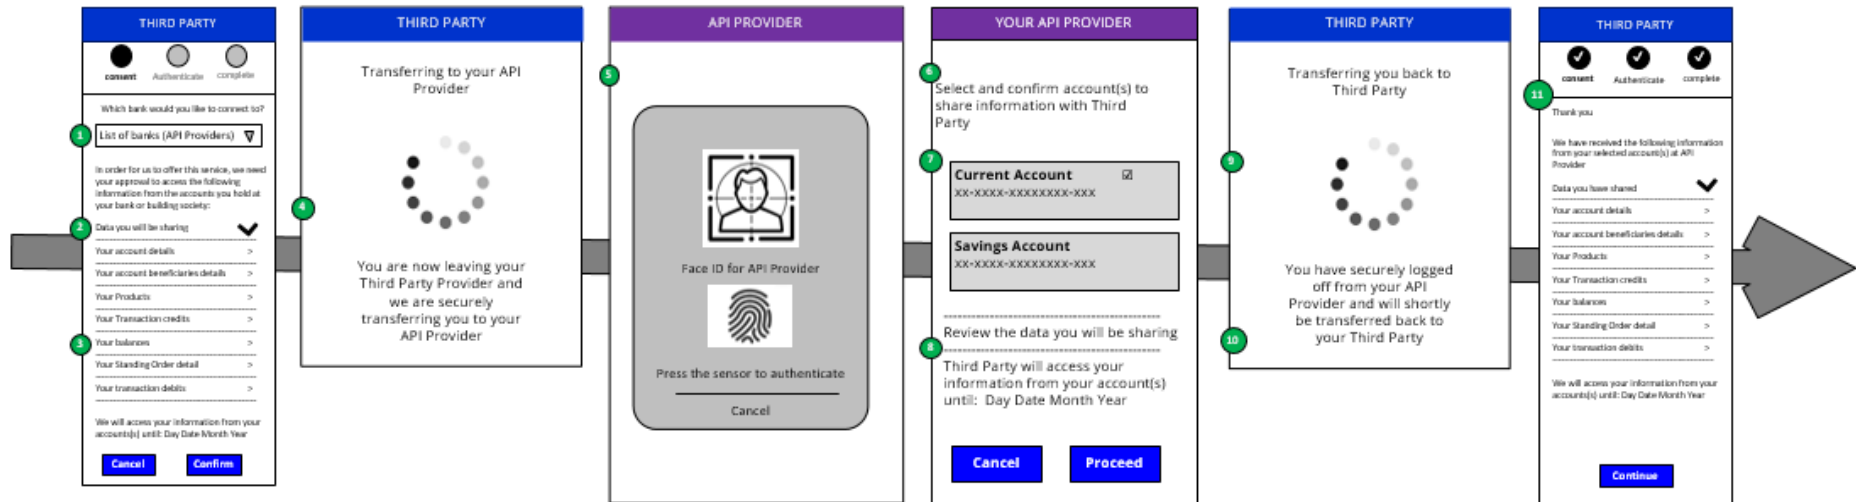 THIRD PARTY
consent
Authenticate
complete
Which bank would you like to connect to?
1
List of banks (API Providers)
In order for us to offer this service, we need
your approval to access the following
information from the accounts you hold at
your bank or building society:
2
Data you will be sharing
Your account details >
Your account beneficiaries details >
Your Products >
Your Transaction credits >
3
Your balances >
Your Standing Order detail >
Your transaction debits >
We will access your information from your
accounts(s) until: Day Date Month Year
Cancel
Confirm
THIRD PARTY
Transferring to your API
Provider
4
You are now leaving your
Third Party Provider and
we are securely
transferring you to your
API Provider
API PROVIDER
5
Face ID for API Provider
Press the sensor to authenticate
Cancel
YOUR API PROVIDER
6
Select and confirm account(s) to
share information with Third
Party
7
Current Account
xx-xxxx-xxxxxxxx-xxx
Savings Account
xx-xxxx-xxxxxxxx-xxx
Review the data you will be sharing
8
Third Party will access your
information from your account(s)
until: Day Date Month Year
Cancel
Proceed
THIRD PARTY
Transferring you back to
Third Party
9
You have securely logged
off from your API
Provider and will shortly
be transferred back to
your Third Party
10
THIRD PARTY
consent
Authenticate
complete
11
Thank you
We have received the following information
from your selected account(s) at API
Provider
Data you have shared
Your account details >
Your account beneficiaries details >
Your Products >
Your Transaction credits >
Your balances >
Your Standing Order detail >
Your transaction debits >
We will access your information from your
accounts(s) until: Day Date Month Year
Continue